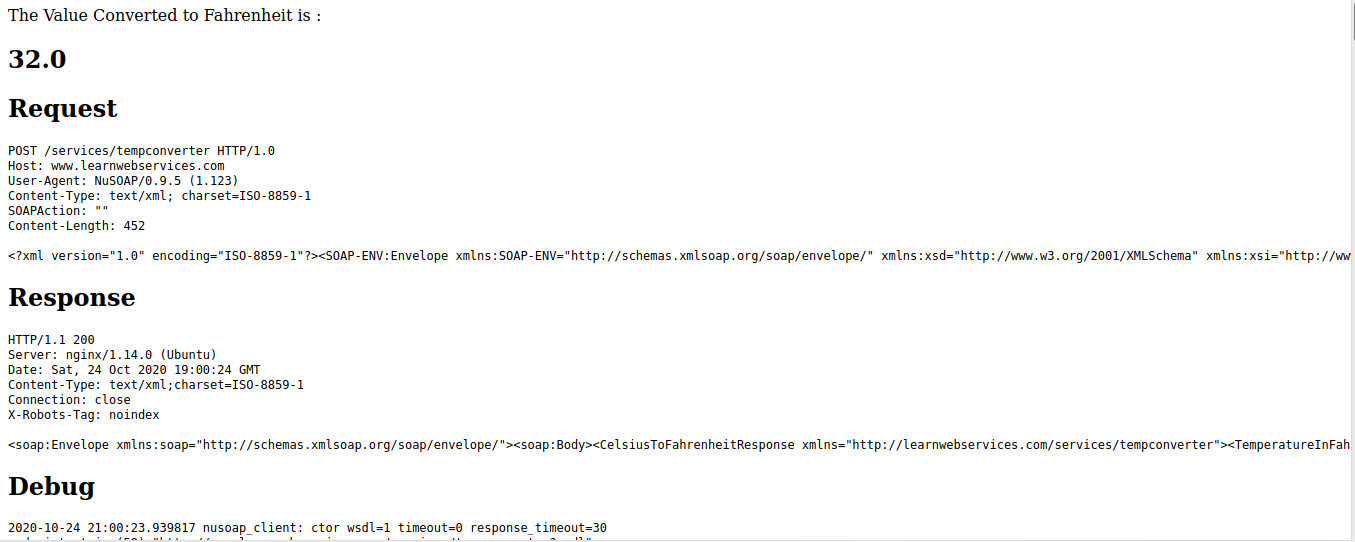 The Value Converted to Fahrenheit is :
32.0
Request
POST /services/tempconverter HTTP/1.0
Host: www.learnwebservices.com
User-Agent: NuSOAP/0.9.5 (1.123)
Content-Type: text/xml; charset=ISO-8859-1
SOAPAction: ""
Content-Length: 452
<?xml version="1.0" encoding="ISO-8859-1"?><SOAP-ENV:Envelope xmlns:SOAP-ENV="http://schemas.xmlsoap.org/soap/envelope/" xmlns:xsd="http://www.w3.org/2001/XMLSchema" xmlns:xsi="http://ww
Response
HTTP/1.1 200
Server: nginx/1.14.0 (Ubuntu)
Date: Sat, 24 Oct 2020 19:00:24 GMT
Content-Type: text/xml;charset=ISO-8859-1
Connection: close
X-Robots-Tag: noindex
<soap:Envelope xmlns:soap="http://schemas.xmlsoap.org/soap/envelope/"><soap:Body><CelsiusToFahrenheitResponse xmlns="http://learnwebservices.com/services/tempconverter"><TemperatureInFah
Debug
2020-10-24 21:00:23.939817 nusoap_client: ctor wsdl=1 timeout=0 response_timeout=30